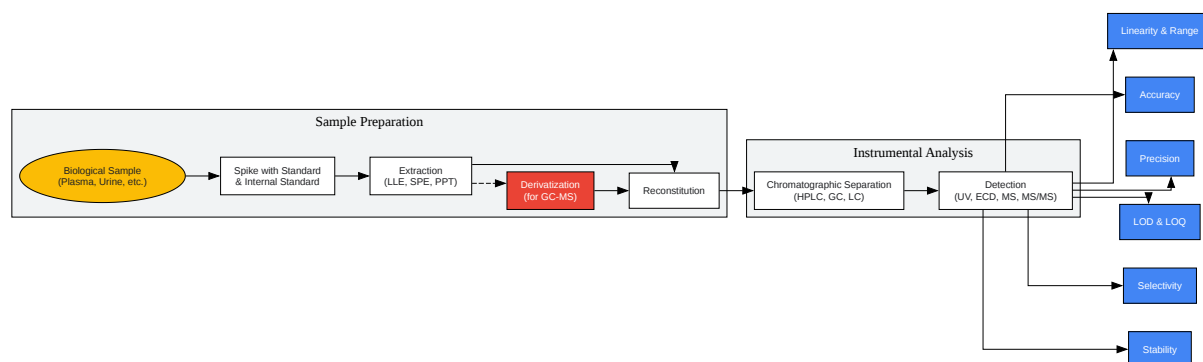 Sample Preparation
Biological Sample
(Plasma, Urine, etc.)
Spike with Standard
& Internal Standard
Extraction
(LLE, SPE, PPT)
Derivatization
(for GC-MS)
Reconstitution
Instrumental Analysis
Chromatographic Separation
(HPLC, GC, LC)
Detection
(UV, ECD, MS, MS/MS)
Linearity & Range
Accuracy
Precision
LOD & LOQ
Selectivity
Stability